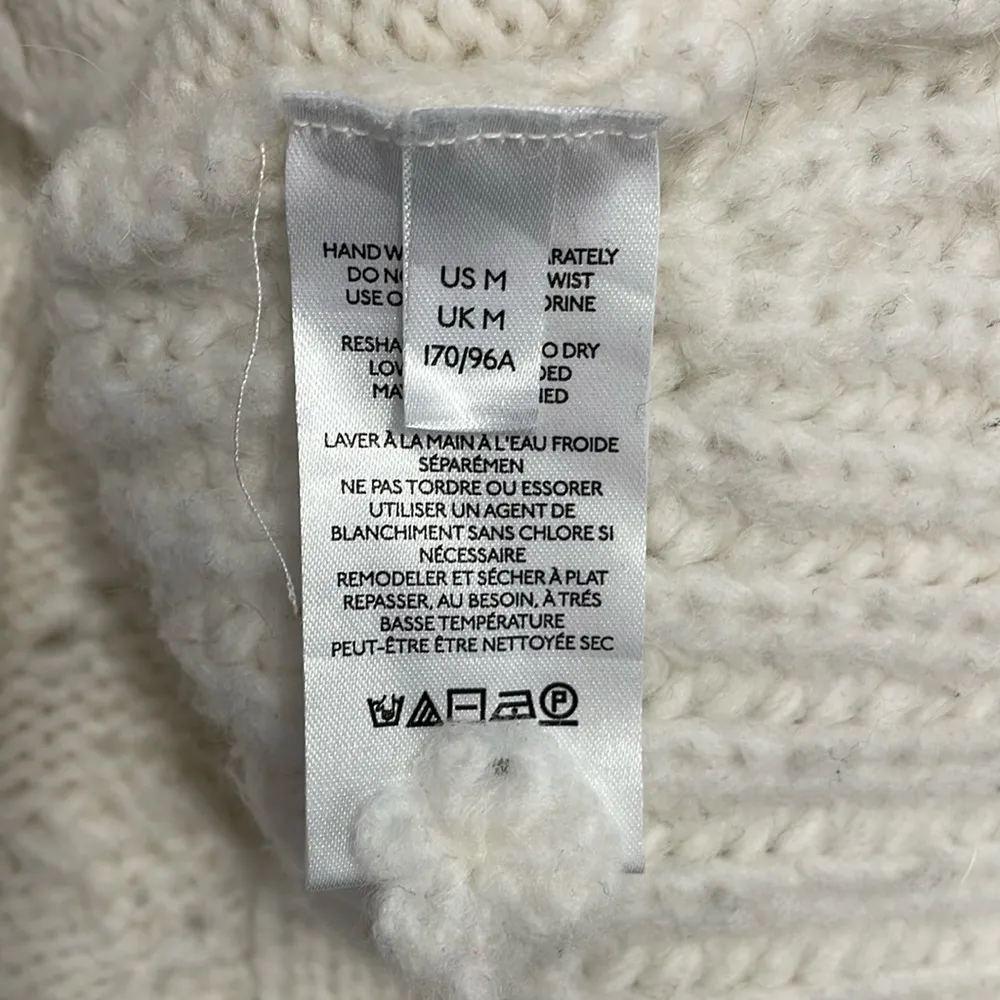 HAND W
RATELY
DO N
WIST
USE O
ORINE
US M
UK M
170/96A
RESHA
O DRY
LOW
DED
MA
NED
LAVER À LA MAIN À L'EAU FROIDE
SÉPARÉMEN
NE PAS TORDRE OU ESSORER
UTILISER UN AGENT DE
BLANCHIMENT SANS CHLORE SI
NÉCESSAIRE
REMODELER ET SÉCHER À PLAT
REPASSER, AU BESOIN, À TRÉS
BASSE TEMPÉRATURE
PEUT-ÊTRE ÊTRE NETTOYÉE SEC
P